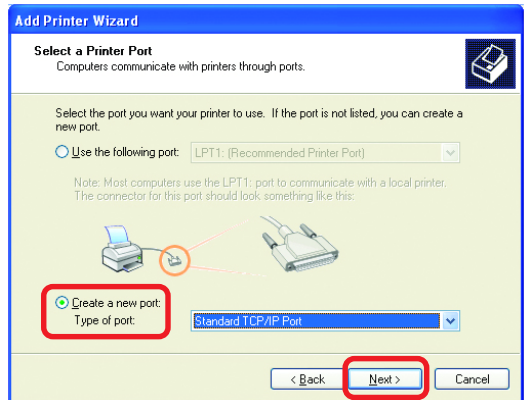 Add Printer Wizard
Select a Printer Port
Computers communicate with printers through ports.
Select the port you want your printer to use. If the port is not listed, you can create a
new port.
Use the following port: LPT1: (Recommended Printer Port)
Note: Most computers use the LPT1: port to communicate with a local printer.
The connector for this port should look something like this:
Create a new port:
Type of port: Standard TCP/IP Port
< Back Next > Cancel